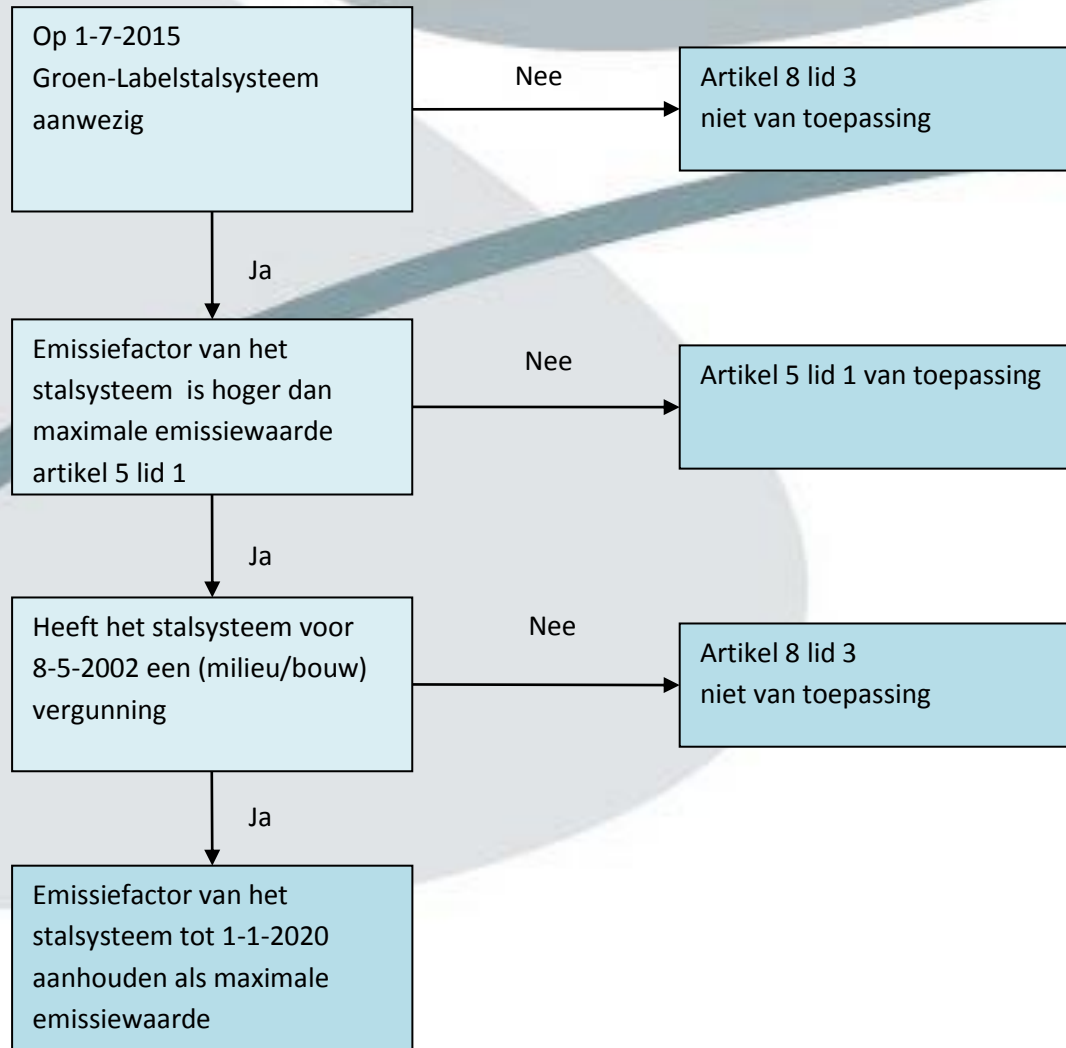 Op 1-7-2015
Groen-Labelstalsysteem
aanwezig
Nee
Artikel 8 lid 3
niet van toepassing
Ja
Emissiefactor van het
stalsysteem is hoger dan
maximale emissiewaarde
artikel 5 lid 1
Nee
Artikel 5 lid 1 van toepassing
Ja
Heeft het stalsysteem voor
8-5-2002 een (milieu/bouw)
vergunning
Nee
Artikel 8 lid 3
niet van toepassing
Ja
Emissiefactor van het
stalsysteem tot 1-1-2020
aanhouden als maximale
emissiewaarde